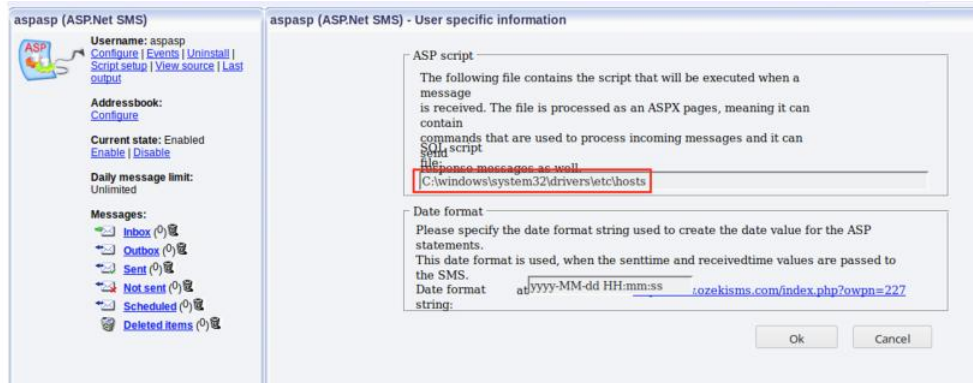 aspasp (ASP.Net SMS)
ASP
Username: aspasp
Configure | Events | Uninstall |
Script setup | View source | Last
output
Addressbook:
Configure
Current state: Enabled
Enable | Disable
Daily message limit:
Unlimited
Messages:
Inbox (0)
Outbox (0)
Sent (0)
Not sent (0)
Scheduled (0)
Deleted items (0)
aspasp (ASP.Net SMS) - User specific information
ASP script
The following file contains the script that will be executed when a
message
is received. The file is processed as an ASPX pages, meaning it can
contain
commands that are used to process incoming messages and it can
send
response messages as well.
SQL script
file:
C:\windows\system32\drivers\etc\hosts
Date format
Please specify the date format string used to create the date value for the ASP
statements.
This date format is used, when the senttime and receivedtime values are passed to
the SMS.
Date format at yyyy-MM-dd HH:mm:ss .ozekisms.com/index.php?owpn=227
string:
Ok Cancel